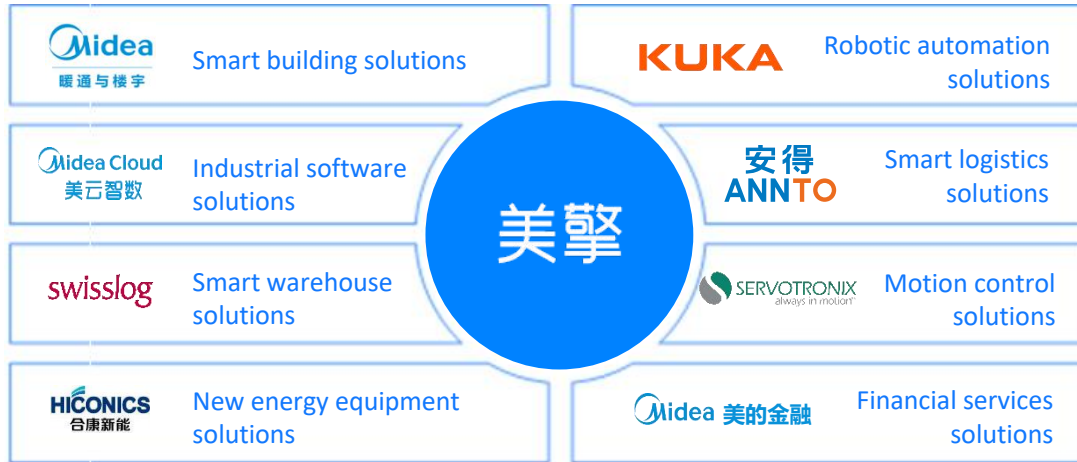 Midea
暖通与楼宇
Smart building solutions
KUKA
Robotic automation
solutions
Midea Cloud
美云智数
Industrial software
solutions
安得
ANNTO
Smart logistics
solutions
美擎
swisslog
Smart warehouse
solutions
SERVOTRONIX
always in motion™
Motion control
solutions
HICONICS
合康新能
New energy equipment
solutions
Midea 美的金融
Financial services
solutions